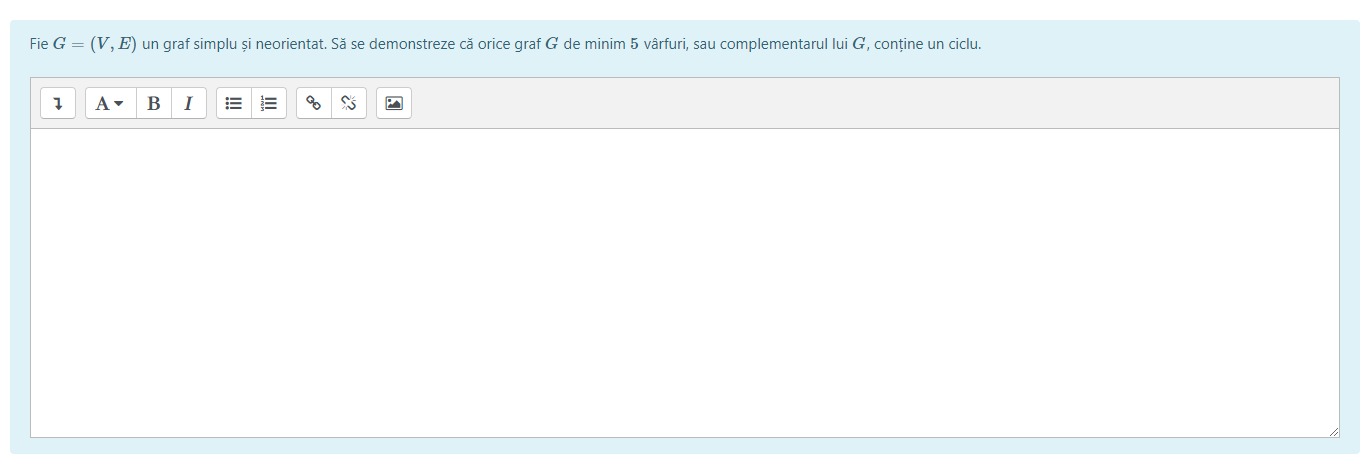 Fie G = (V, E) un graf simplu și neorientat. Să se demonstreze că orice graf G de minim 5 vârfuri, sau complementarul lui G, conține un ciclu.
A B I